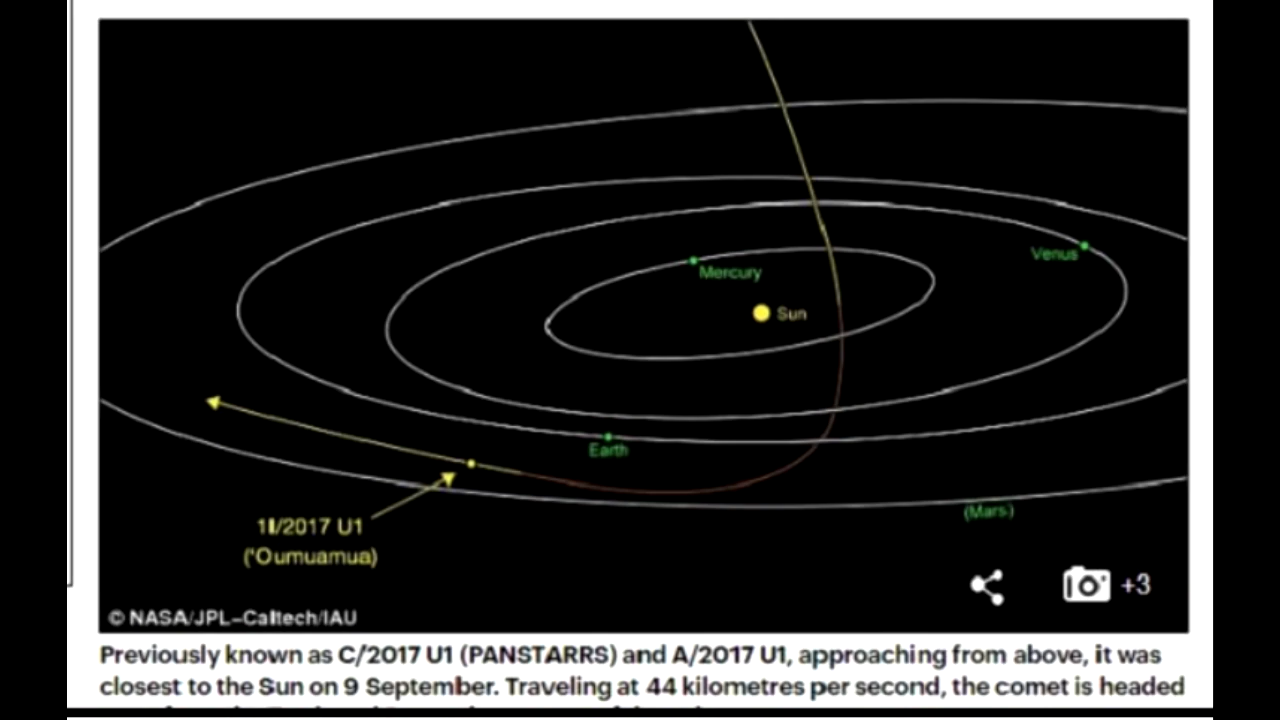 Mercury
Venus
Sun
Earth
1I/2017 U1
('Oumuamua)
(Mars)
+3
© NASA/JPL–Caltech/IAU
Previously known as C/2017 U1 (PANSTARRS) and A/2017 U1, approaching from above, it was
closest to the Sun on 9 September. Traveling at 44 kilometres per second, the comet is headed